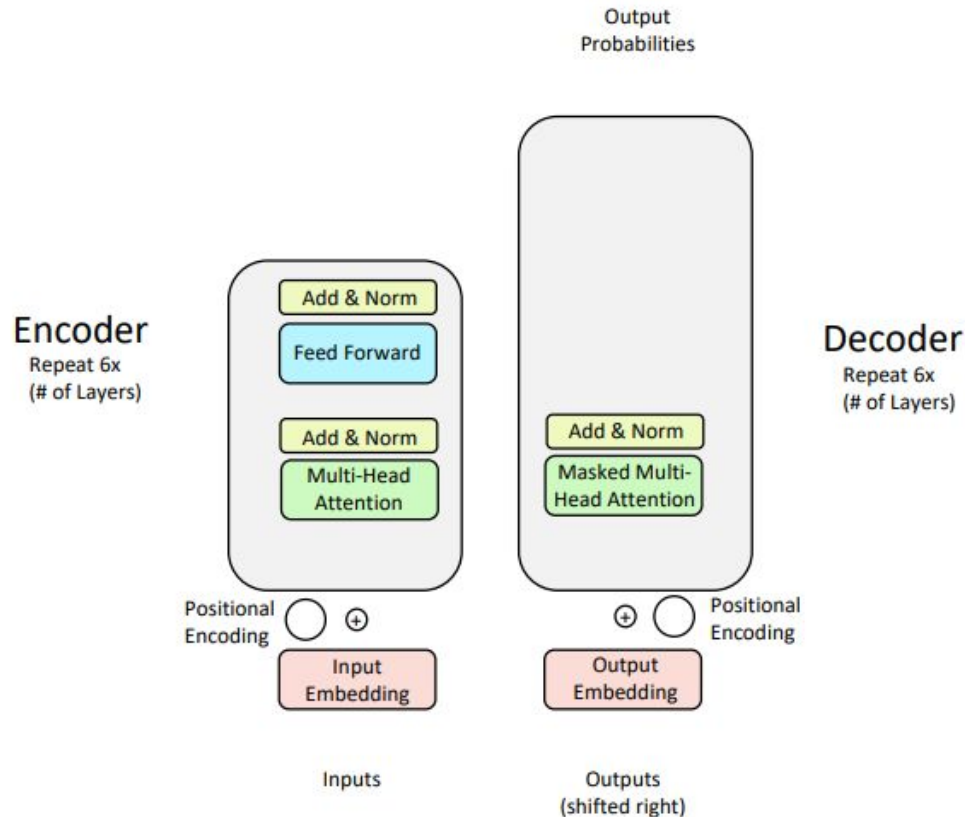 Output
Probabilities
Add & Norm
Feed Forward
Encoder
Repeat 6x
(# of Layers)
Add & Norm
Multi-Head
Attention
Decoder
Repeat 6x
(# of Layers)
Add & Norm
Masked Multi-
Head Attention
Positional
Encoding
+
+
Positional
Encoding
Input
Embedding
Output
Embedding
Inputs
Outputs
(shifted right)